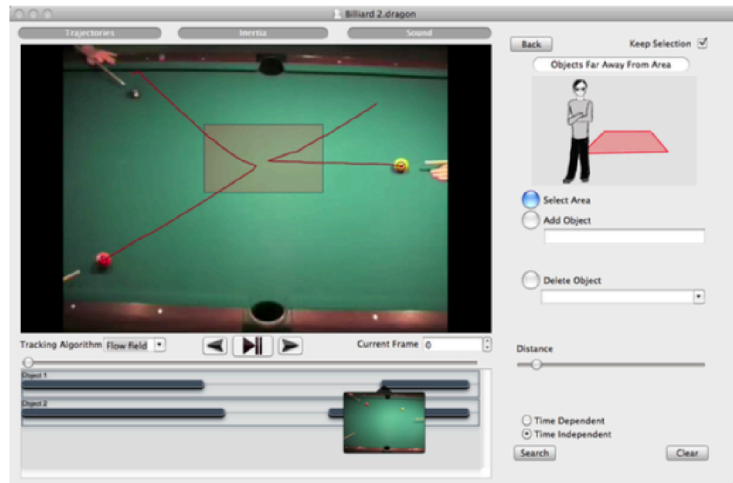 Billiard 2.dragon
Trajectories
Inertia
Sound
Back
Keep Selection
Objects Far Away From Area
Select Area
Add Object
Delete Object
Tracking Algorithm Flow field
Current Frame 0
Distance
Object 1
Object 2
Time Dependent
Time Independent
Search
Clear